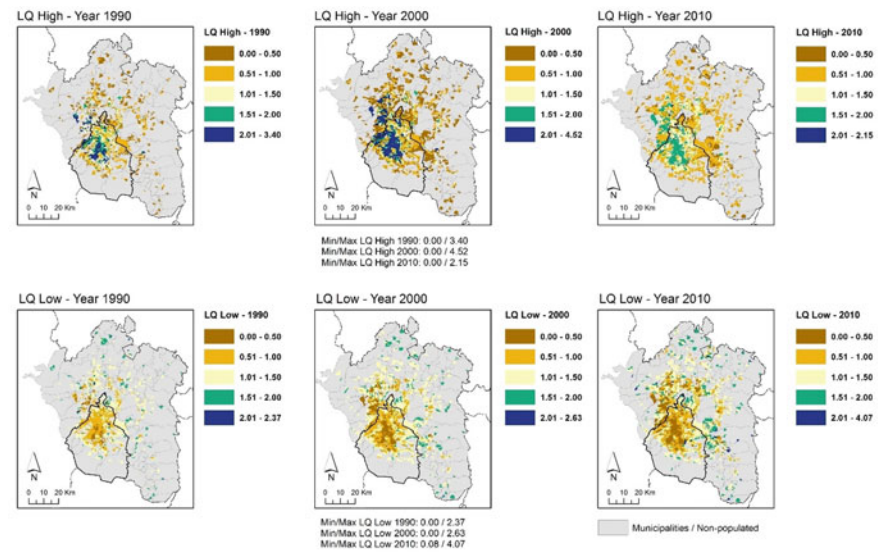 LQ High - Year 1990
LQ High - 1990
0.00 - 0.50
0.51 - 1.00
1.01 - 1.50
1.51 - 2.00
2.01 - 3.40
N
0 10 20 Km
LQ High - Year 2000
LQ High - 2000
0.00 - 0.50
0.51 - 1.00
1.01 - 1.50
1.51 - 2.00
2.01 - 4.52
N
0 10 20 Km
LQ High - Year 2010
LQ High - 2010
0.00 - 0.50
0.51 - 1.00
1.01 - 1.50
1.51 - 2.00
2.01 - 2.15
N
0 10 20 Km
Min/Max LQ High 1990: 0.00 / 3.40
Min/Max LQ High 2000: 0.00 / 4.52
Min/Max LQ High 2010: 0.00 / 2.15
LQ Low - Year 1990
LQ Low - 1990
0.00 - 0.50
0.51 - 1.00
1.01 - 1.50
1.51 - 2.00
2.01 - 2.37
N
0 10 20 Km
LQ Low - Year 2000
LQ Low - 2000
0.00 - 0.50
0.51 - 1.00
1.01 - 1.50
1.51 - 2.00
2.01 - 2.63
N
0 10 20 Km
LQ Low - Year 2010
LQ Low - 2010
0.00 - 0.50
0.51 - 1.00
1.01 - 1.50
1.51 - 2.00
2.01 - 4.07
N
0 10 20 Km
Min/Max LQ Low 1990: 0.00 / 2.37
Min/Max LQ Low 2000: 0.00 / 2.63
Min/Max LQ Low 2010: 0.08 / 4.07
Municipalities / Non-populated